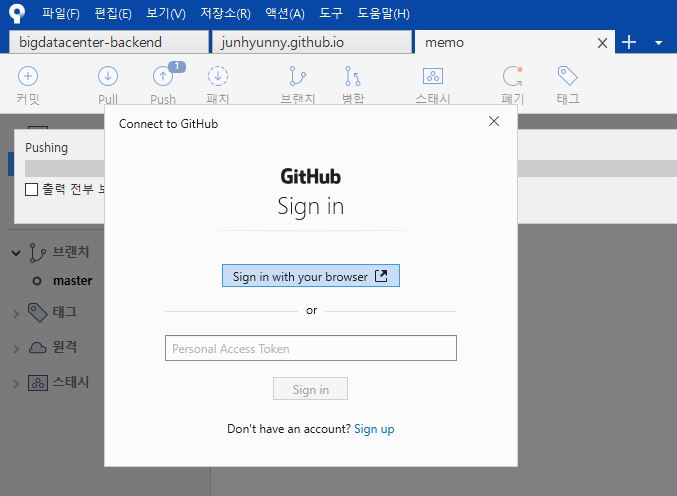 파일(F) 편집(E) 보기(V) 저장소(R) 액션(A) 도구 도움말(H)
bigdatacenter-backend junhyunny.github.io memo
1
커밋 Pull Push 패치 브랜치 병합 스태시 폐기 태그
Connect to GitHub
Pushing
출력 전부 보
GitHub
Sign in
Sign in with your browser
or
Personal Access Token
Sign in
Don't have an account? Sign up
브랜치
master
태그
원격
스태시